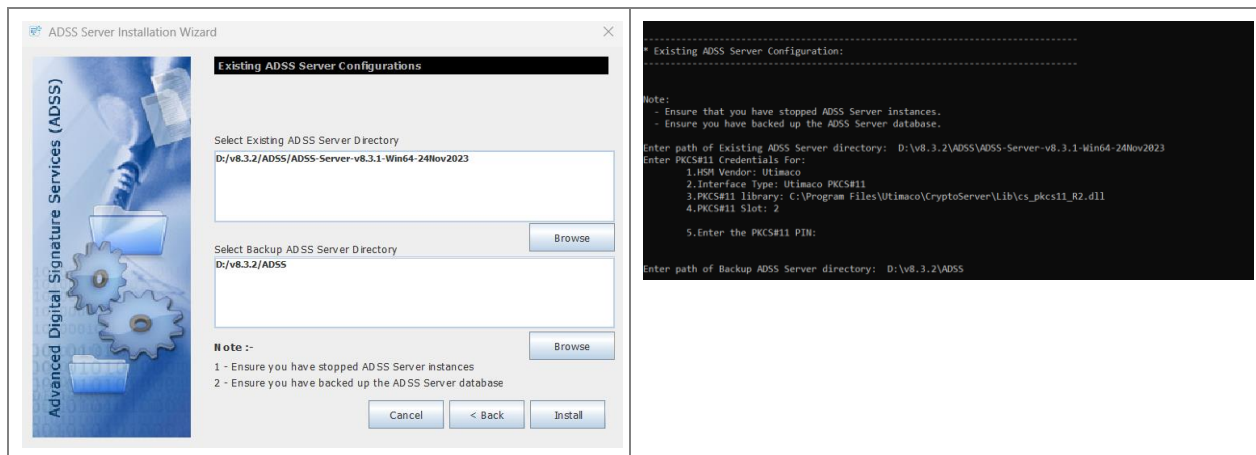 ADSS Server Installation Wizard
Advanced Digital Signature Services (ADSS)
Existing ADSS Server Configurations
Select Existing ADSS Server Directory
D:/v8.3.2/ADSS/ADSS-Server-v8.3.1-Win64-24Nov2023
Browse
Select Backup ADSS Server Directory
D:/v8.3.2/ADSS
Browse
Note :-
1 - Ensure you have stopped ADSS Server instances
2 - Ensure you have backed up the ADSS Server database
Cancel
< Back
Install
* Existing ADSS Server Configuration:
Note:
- Ensure that you have stopped ADSS Server instances.
- Ensure you have backed up the ADSS Server database.
Enter path of Existing ADSS Server directory: D:\v8.3.2\ADSS\ADSS-Server-v8.3.1-Win64-24Nov2023
Enter PKCS#11 Credentials For:
1.HSM Vendor: Utimaco
2.Interface Type: Utimaco PKCS#11
3.PKCS#11 library: C:\Program Files\Utimaco\CryptoServer\Lib\cs_pkcs11_R2.dll
4.PKCS#11 Slot: 2
5.Enter the PKCS#11 PIN:
Enter path of Backup ADSS Server directory: D:\v8.3.2\ADSS